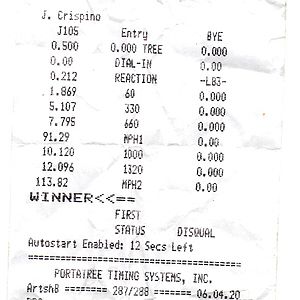 J. Crispino
J105 Entry BYE
0.500 0.000 TREE 0.000
0.00 DIAL-IN 0.00
0.212 REACTION -LB3-
1.869 60 0.000
5.107 330 0.000
7.795 660 0.000
91.29 MPH1 0.00
10.120 1000 0.000
12.096 1320 0.000
113.82 MPH2 0.00
WINNER<<==
FIRST
STATUS DISQUAL
Autostart Enabled: 12 Secs Left
================================
PORTATREE TIMING SYSTEMS, INC.
ArtshB ======== 287/288 ====== 06.04.20